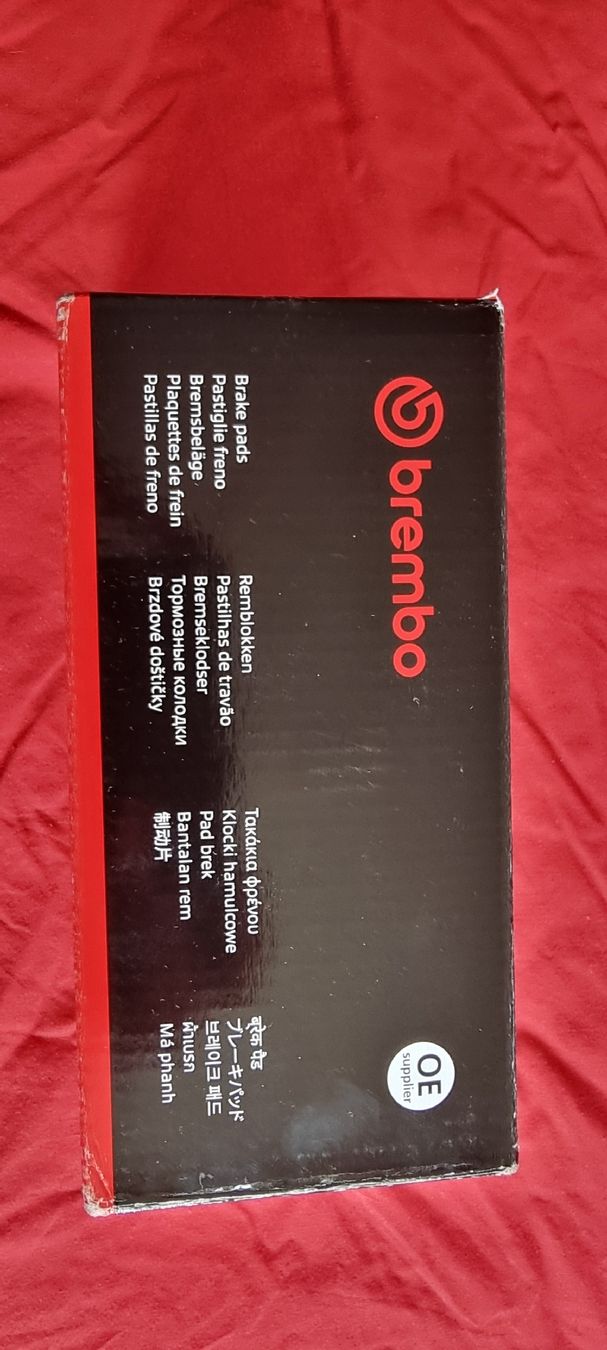 brembo
OE
supplier
Brake pads
Pastiglie freno
Bremsbeläge
Plaquettes de frein
Pastillas de freno
Remblokken
Pastilhas de travão
Bremseklodser
Тормозные колодки
Brzdové doštičky
Τακάκια φρένου
Klocki hamulcowe
Pad brek
Bantalan rem
制动片
ब्रेक पैड
ブレーキパッド
브레이크 패드
ผ้าเบรก
Má phanh